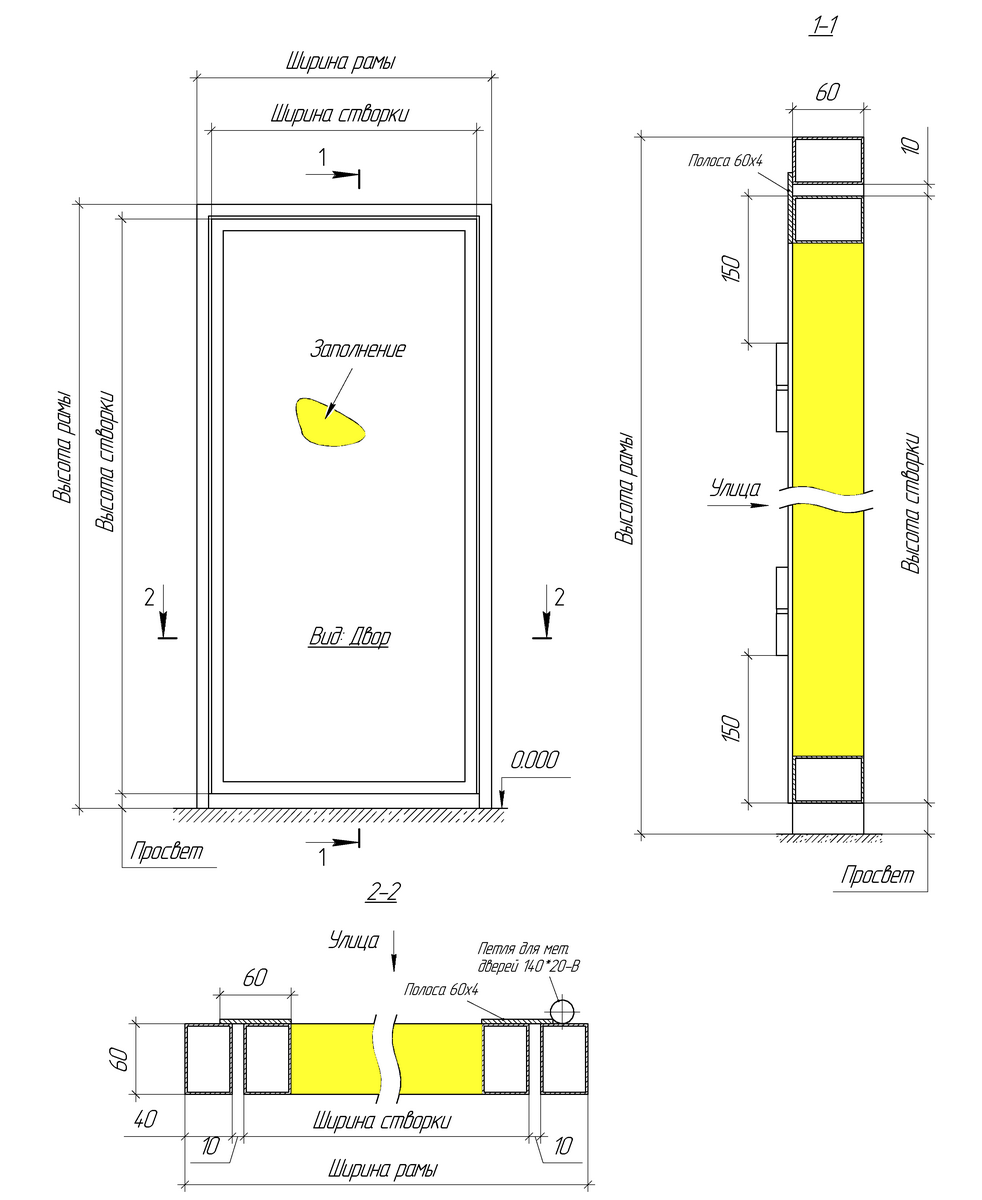 Ширина рамы
Ширина створки
1
Высота рамы
Высота створки
Заполнение
2
2
Вид: Двор
0.000
Просвет
1
1-1
60
10
Полоса 60x4
150
Улица
Высота рамы
Высота створки
150
Просвет
2-2
Улица
Петля для мет.
дверей 140*20-В
60
Полоса 60x4
60
40
Ширина створки
10
10
Ширина рамы